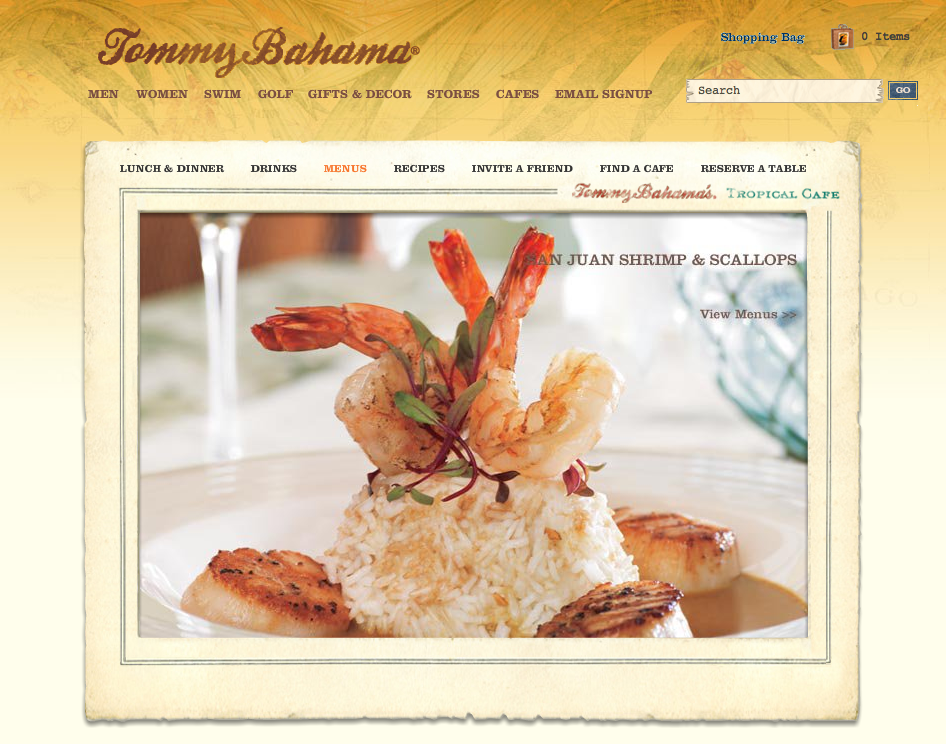 Tommy Bahama®
Shopping Bag
0 Items
MEN WOMEN SWIM GOLF GIFTS & DECOR STORES CAFES EMAIL SIGNUP
Search
GO
LUNCH & DINNER DRINKS MENUS RECIPES INVITE A FRIEND FIND A CAFE RESERVE A TABLE
Tommy Bahama's. TROPICAL CAFE
SAN JUAN SHRIMP & SCALLOPS
View Menus >>